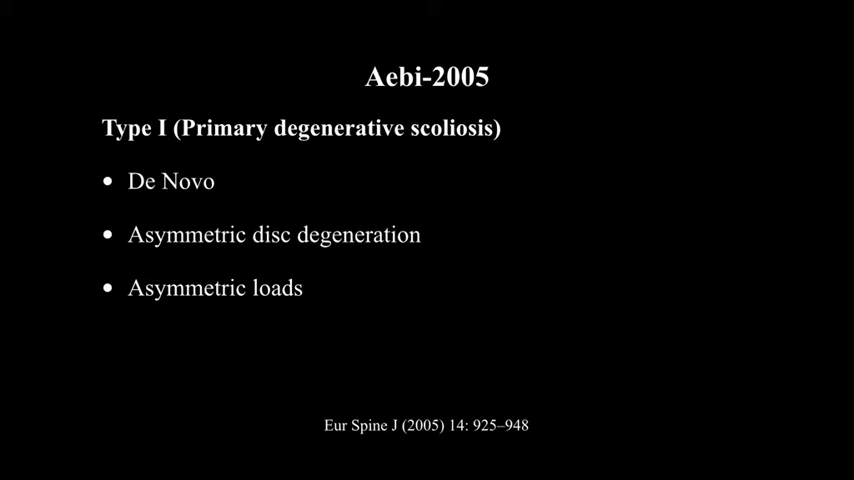 Aebi-2005
Type I (Primary degenerative scoliosis)
• De Novo
• Asymmetric disc degeneration
• Asymmetric loads
Eur Spine J (2005) 14: 925–948